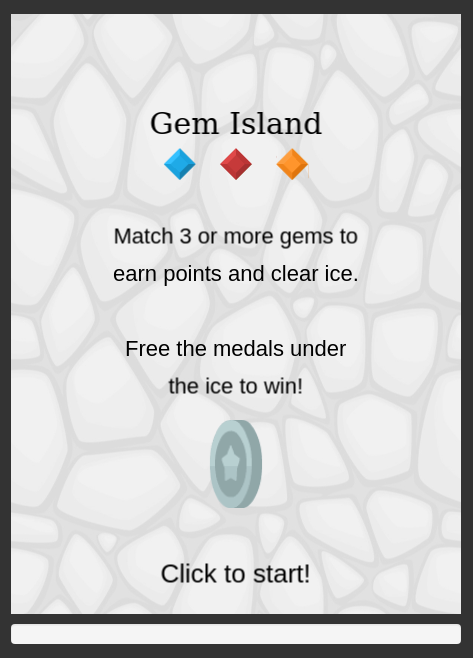 Gem Island
Match 3 or more gems to
earn points and clear ice.
Free the medals under
the ice to win!
Click to start!